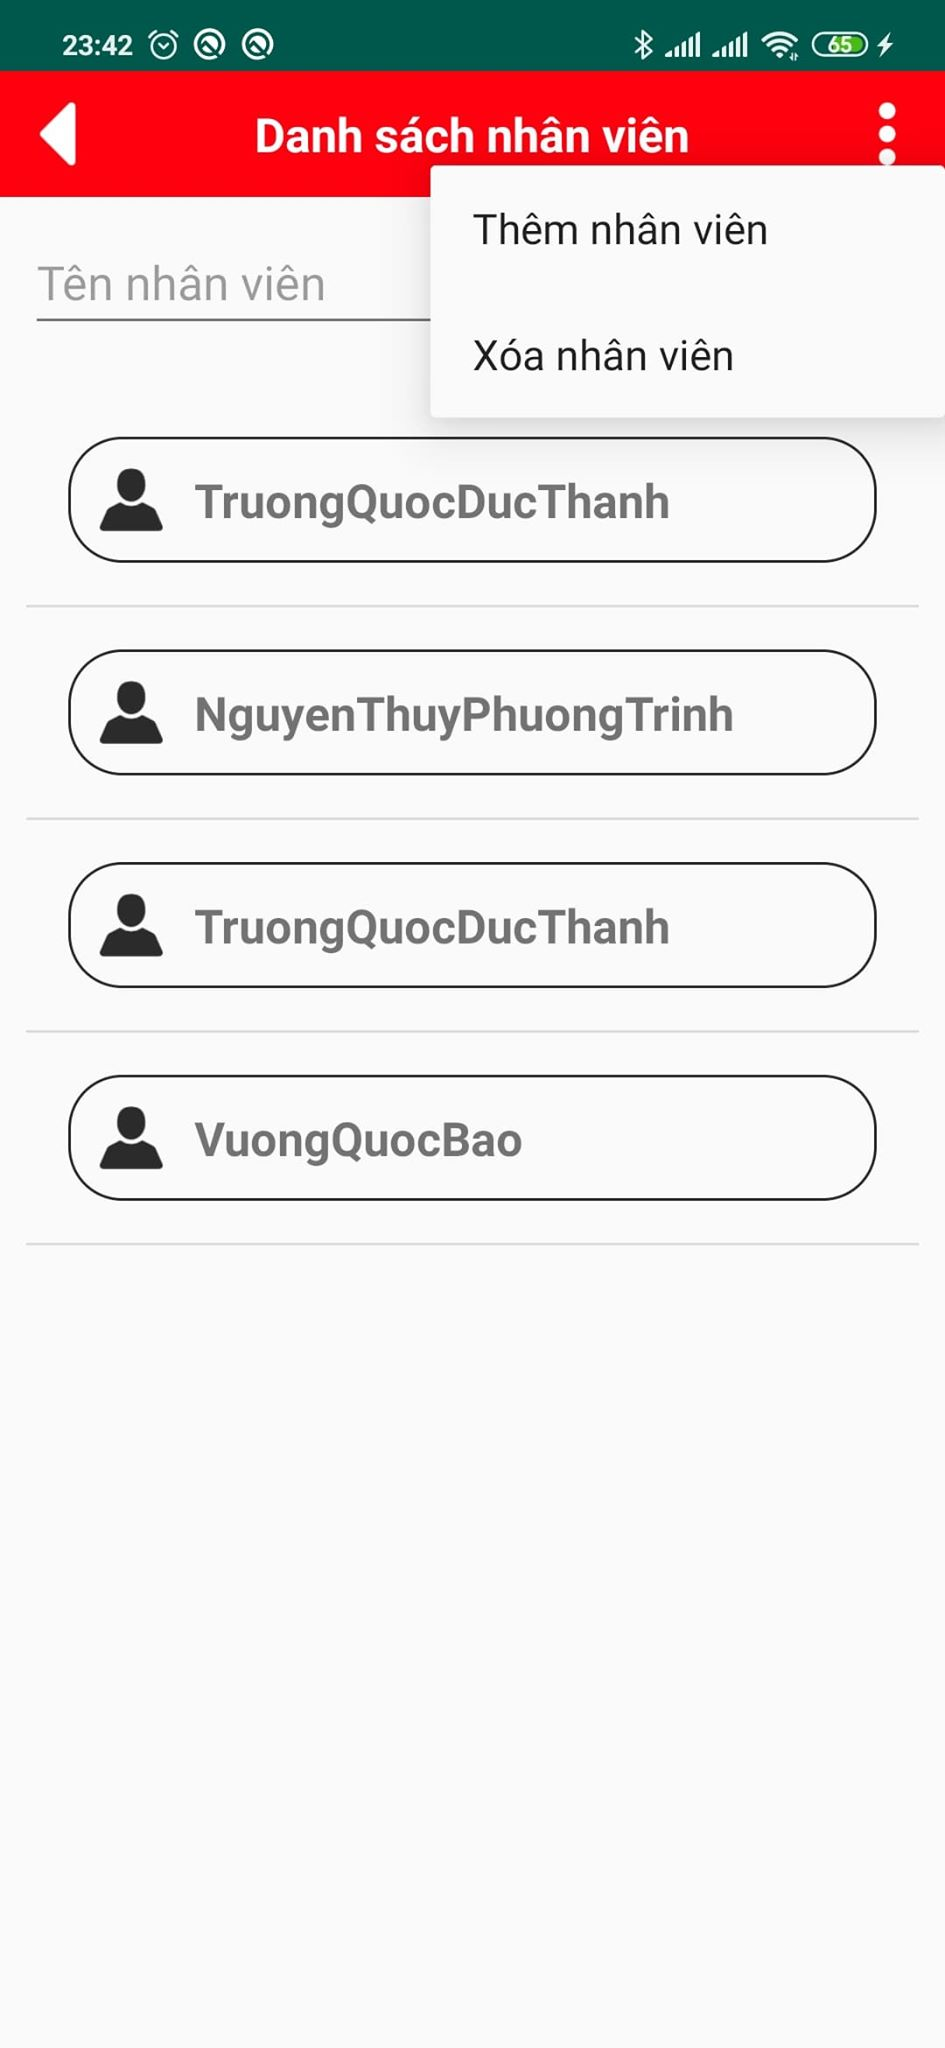 23:42
65
Danh sách nhân viên
Thêm nhân viên
Tên nhân viên
Xóa nhân viên
TruongQuocDucThanh
NguyenThuyPhuongTrinh
TruongQuocDucThanh
VuongQuocBao